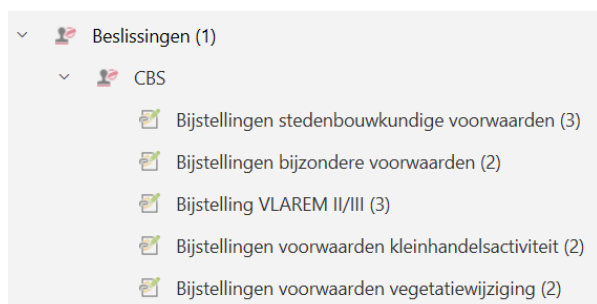 Beslissingen (1)
CBS
Bijstellingen stedenbouwkundige voorwaarden (3)
Bijstellingen bijzondere voorwaarden (2)
Bijstelling VLAREM II/III (3)
Bijstellingen voorwaarden kleinhandelsactiviteit (2)
Bijstellingen voorwaarden vegetatiewijziging (2)